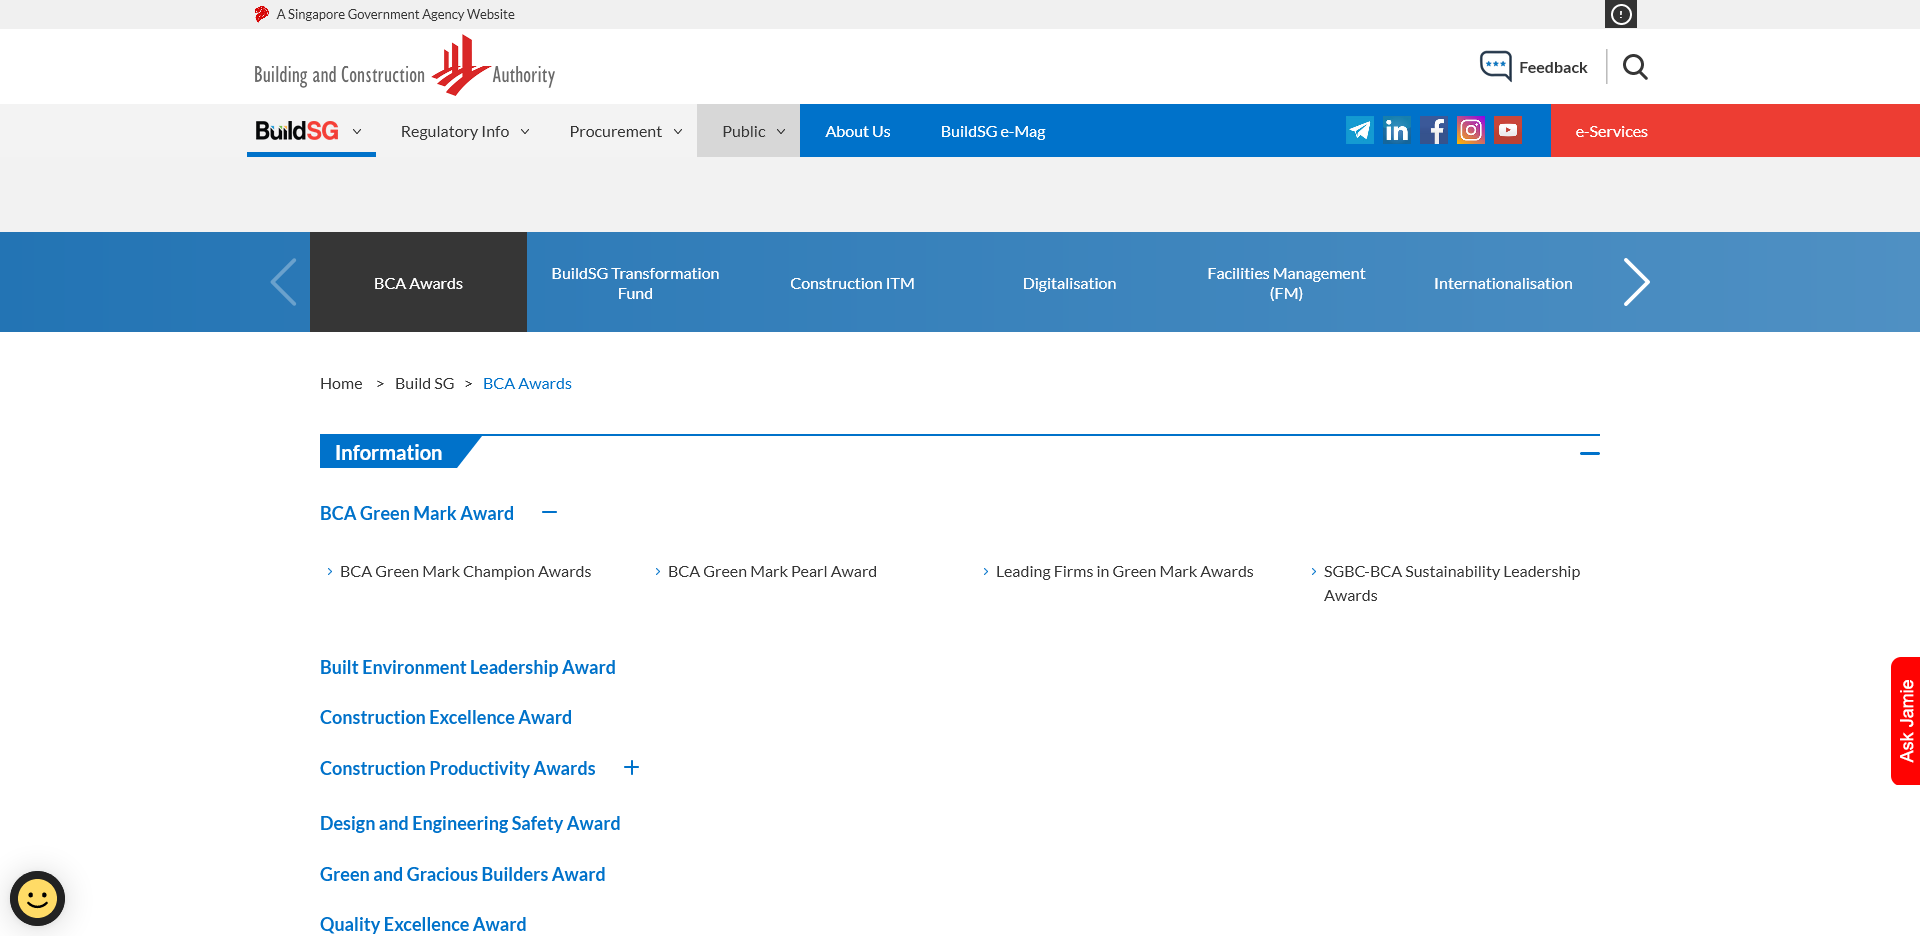 A Singapore Government Agency Website
Building and Construction Authority
Feedback
BuildSG
Regulatory Info
Procurement
Public
About Us
BuildSG e-Mag
e-Services
BCA Awards
BuildSG Transformation
Fund
Construction ITM
Digitalisation
Facilities Management
(FM)
Internationalisation
Home > Build SG > BCA Awards
Information
BCA Green Mark Award
BCA Green Mark Champion Awards
BCA Green Mark Pearl Award
Leading Firms in Green Mark Awards
SGBC-BCA Sustainability Leadership
Awards
Built Environment Leadership Award
Construction Excellence Award
Construction Productivity Awards
Design and Engineering Safety Award
Green and Gracious Builders Award
Quality Excellence Award
Ask Jamie